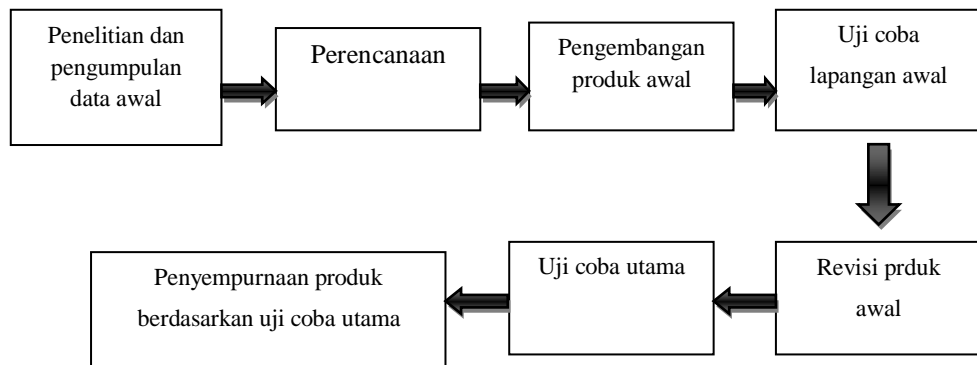 Penelitian dan
pengumpulan
data awal
Perencanaan
Pengembangan
produk awal
Uji coba
lapangan awal
Revisi prduk
awal
Uji coba utama
Penyempurnaan produk
berdasarkan uji coba utama